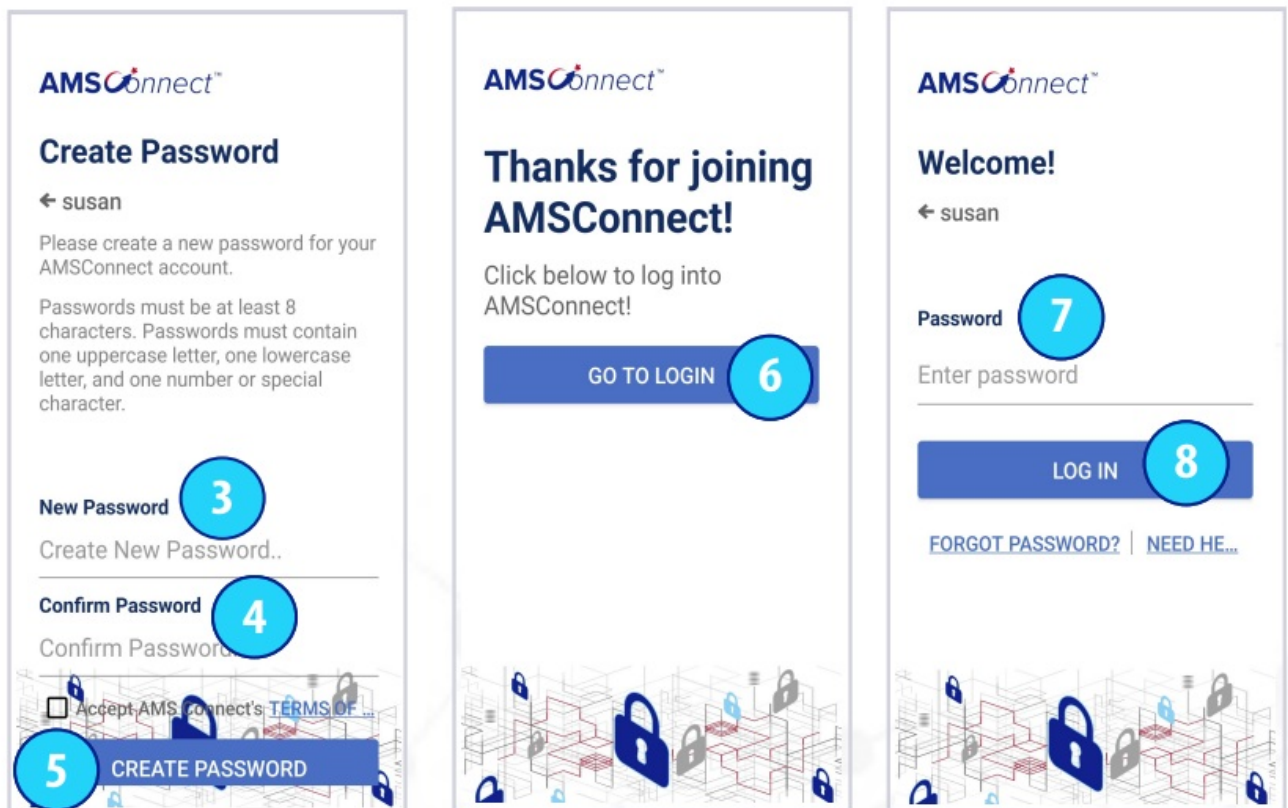 AMSConnect™
Create Password
← susan
Please create a new password for your
AMSConnect account.
Passwords must be at least 8
characters. Passwords must contain
one uppercase letter, one lowercase
letter, and one number or special
character.
3
New Password
Create New Password..
Confirm Password
4
Confirm Password
Accept AMS Connect's TERMS OF ...
5
CREATE PASSWORD
AMSConnect™
Thanks for joining
AMSConnect!
Click below to log into
AMSConnect!
GO TO LOGIN
6
AMSConnect™
Welcome!
← susan
Password
7
Enter password
LOG IN
8
FORGOT PASSWORD? | NEED HE...